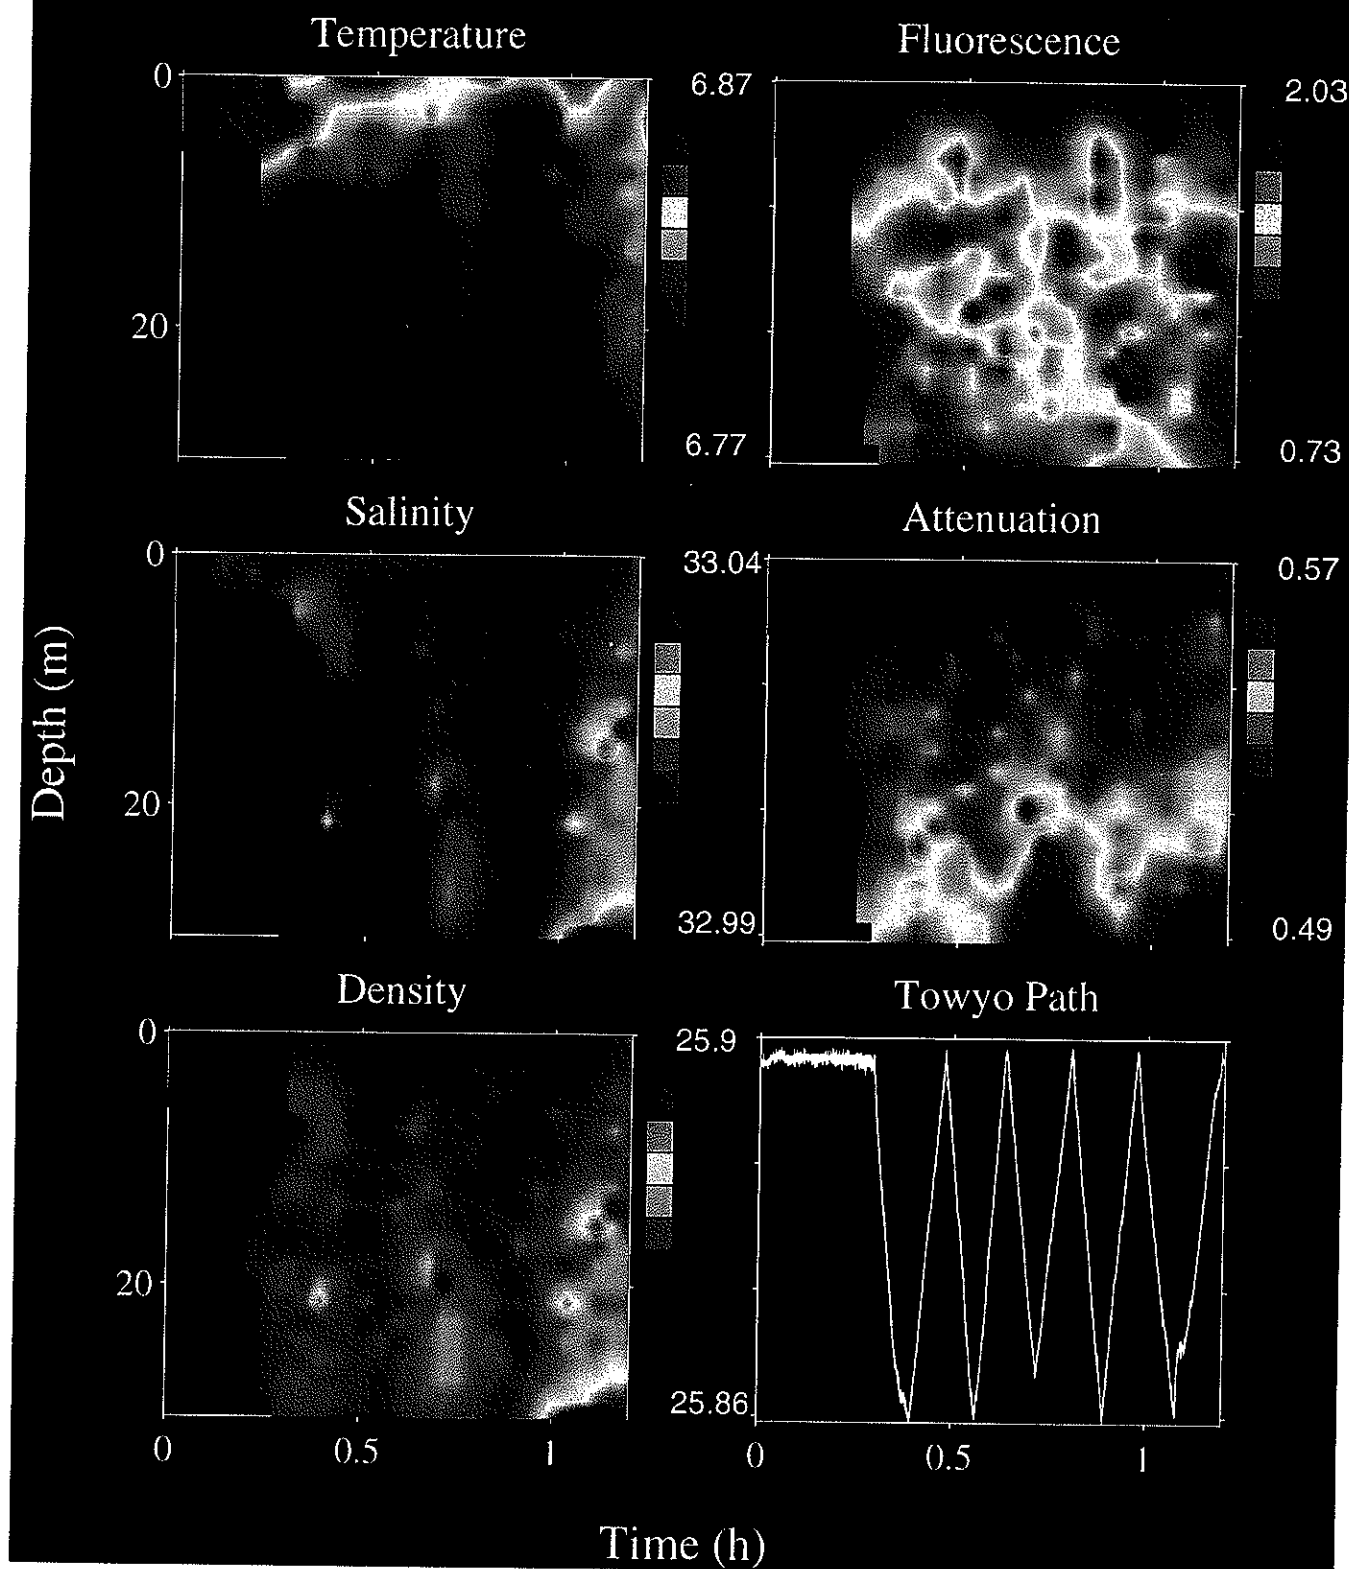 Temperature
Fluorescence
0
6.87
2.03
20
6.77
0.73
Salinity
Attenuation
0
33.04
0.57
Depth (m)
20
32.99
0.49
Density
Towyo Path
0
25.9
20
25.86
0
0.5
1
0
0.5
1
Time (h)